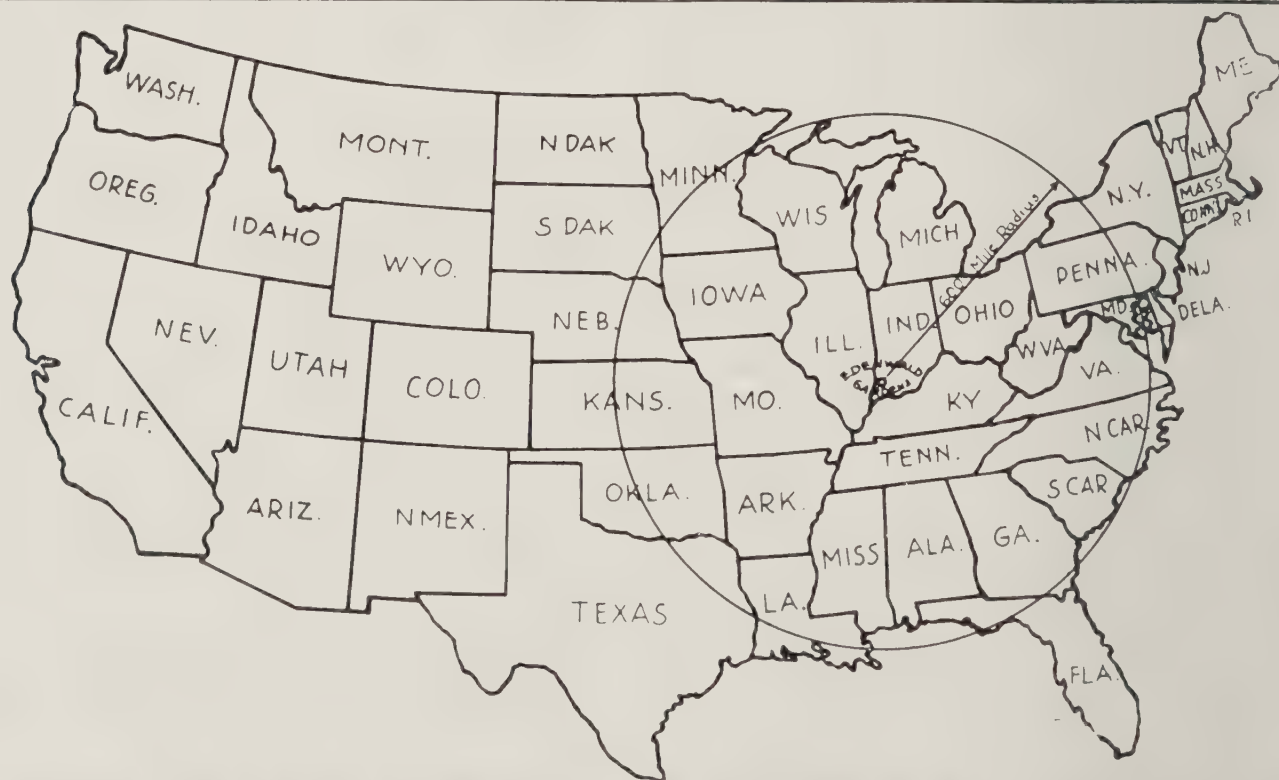 WASH.
OREG.
CALIF.
NEV.
IDAHO
MONT.
WYO.
UTAH
COLO.
ARIZ.
N MEX.
N DAK
S DAK
NEB.
KANS.
OKLA.
TEXAS
MINN.
IOWA
MO.
ARK.
LA.
WIS
ILL.
MICH
IND.
OHIO
KY
TENN.
MISS
ALA.
GA.
FLA.
S CAR
N CAR
VA.
WVA
PENNA.
N.Y.
VT
N.H.
ME
MASS
CONN.
R I
NJ
DELA.
MD.
600 Mile Radius
EDENWALD
GARDENS